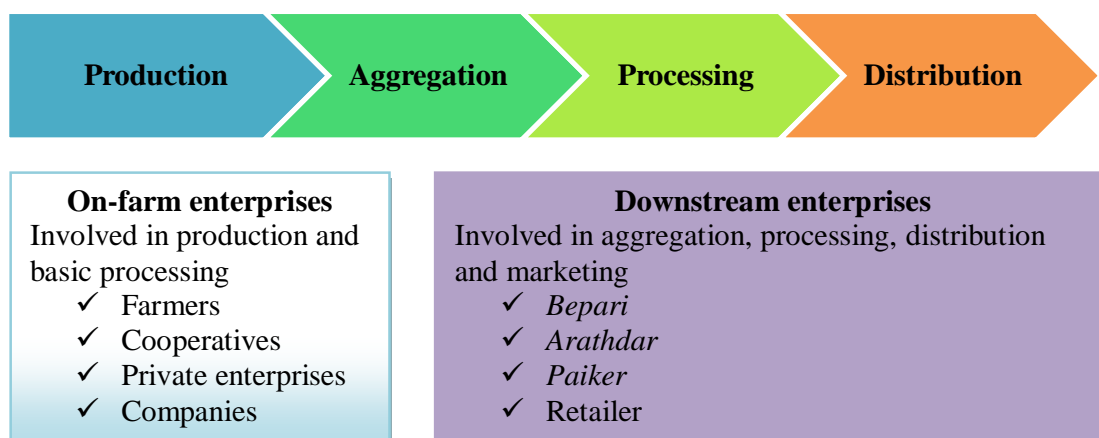 Production
Aggregation
Processing
Distribution
On-farm enterprises
Involved in production and
basic processing
✓ Farmers
✓ Cooperatives
✓ Private enterprises
✓ Companies
Downstream enterprises
Involved in aggregation, processing, distribution
and marketing
✓ Bepari
✓ Arathdar
✓ Paiker
✓ Retailer